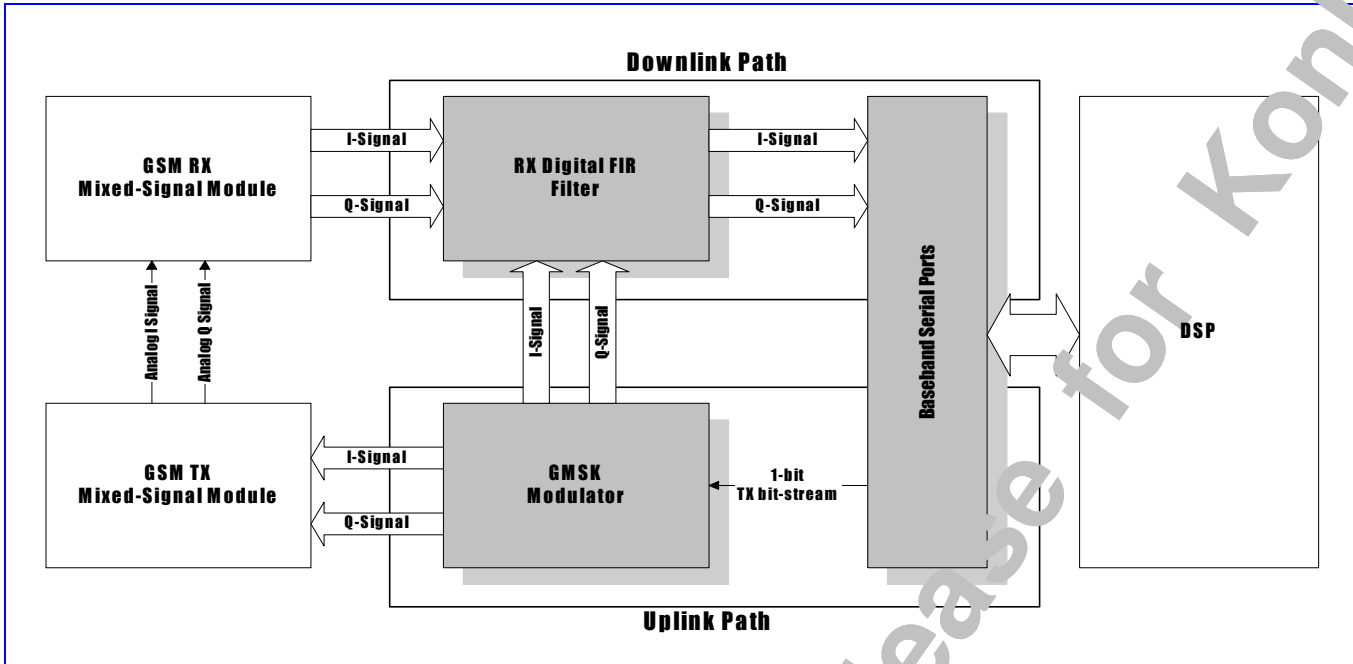 Downlink Path
GSM RX
Mixed-Signal Module
I-Signal
Q-Signal
RX Digital FIR
Filter
I-Signal
Q-Signal
Baseband Serial Ports
DSP
Analog I Signal
Analog Q Signal
I-Signal
Q-Signal
GSM TX
Mixed-Signal Module
I-Signal
Q-Signal
GMSK
Modulator
1-bit
TX bit-stream
Uplink Path
for